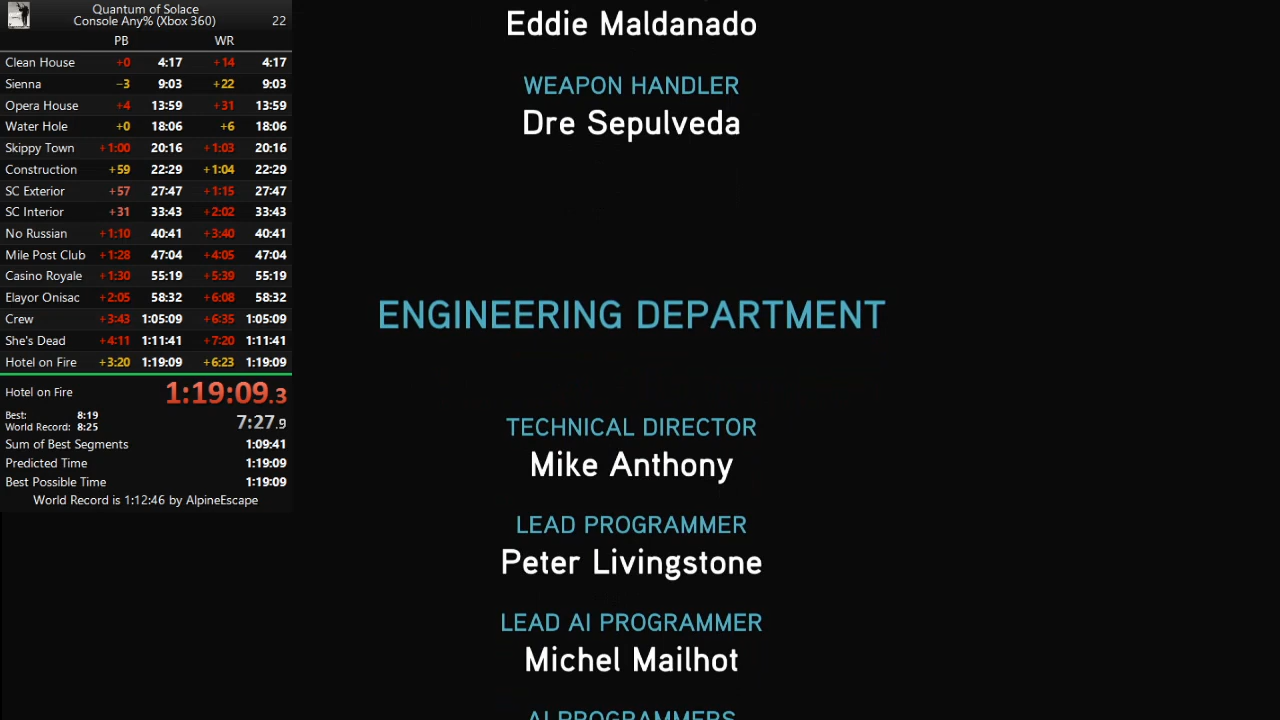 Quantum of Solace
Console Any% (Xbox 360) 22
PB WR
Clean House +0 4:17 +14 4:17
Sienna −3 9:03 +22 9:03
Opera House +4 13:59 +31 13:59
Water Hole +0 18:06 +6 18:06
Skippy Town +1:00 20:16 +1:03 20:16
Construction +59 22:29 +1:04 22:29
SC Exterior +57 27:47 +1:15 27:47
SC Interior +31 33:43 +2:02 33:43
No Russian +1:10 40:41 +3:40 40:41
Mile Post Club +1:28 47:04 +4:05 47:04
Casino Royale +1:30 55:19 +5:39 55:19
Elayor Onisac +2:05 58:32 +6:08 58:32
Crew +3:43 1:05:09 +6:35 1:05:09
She's Dead +4:11 1:11:41 +7:20 1:11:41
Hotel on Fire +3:20 1:19:09 +6:23 1:19:09
Hotel on Fire 1:19:09.3
Best: 8:19
World Record: 8:25 7:27.9
Sum of Best Segments 1:09:41
Predicted Time 1:19:09
Best Possible Time 1:19:09
World Record is 1:12:46 by AlpineEscape
Eddie Maldanado
WEAPON HANDLER
Dre Sepulveda
ENGINEERING DEPARTMENT
TECHNICAL DIRECTOR
Mike Anthony
LEAD PROGRAMMER
Peter Livingstone
LEAD AI PROGRAMMER
Michel Mailhot
AI PROGRAMMERS